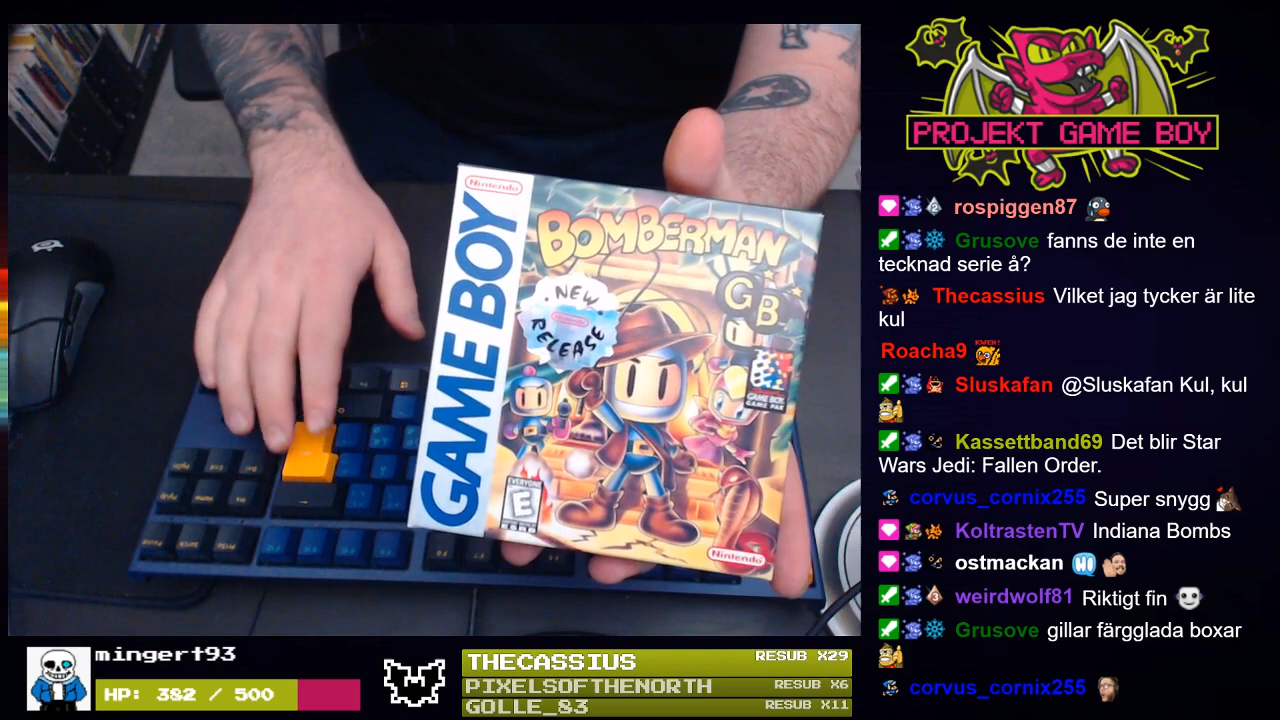 PROJEKT GAME BOY
rospiggen87
Grusove fanns de inte en
tecknad serie å?
Thecassius Vilket jag tycker är lite
kul
Roacha9
KWEH!
Sluskafan @Sluskafan Kul, kul
Kassettband69 Det blir Star
Wars Jedi: Fallen Order.
corvus_cornix255 Super snygg
KoltrastenTV Indiana Bombs
ostmackan HI
weirdwolf81 Riktigt fin
Grusove gillar färgglada boxar
corvus_cornix255
Nintendo
GAME BOY
BOMBERMAN
GB
NEW
Nintendo
RELEASE
GAME BOY
GAME PAK
EVERYONE
E
Nintendo
mingert93
HP: 382 / 500
THECASSIUS RESUB X29
PIXELSOFTHENORTH RESUB X6
GOLLE_83 RESUB X11